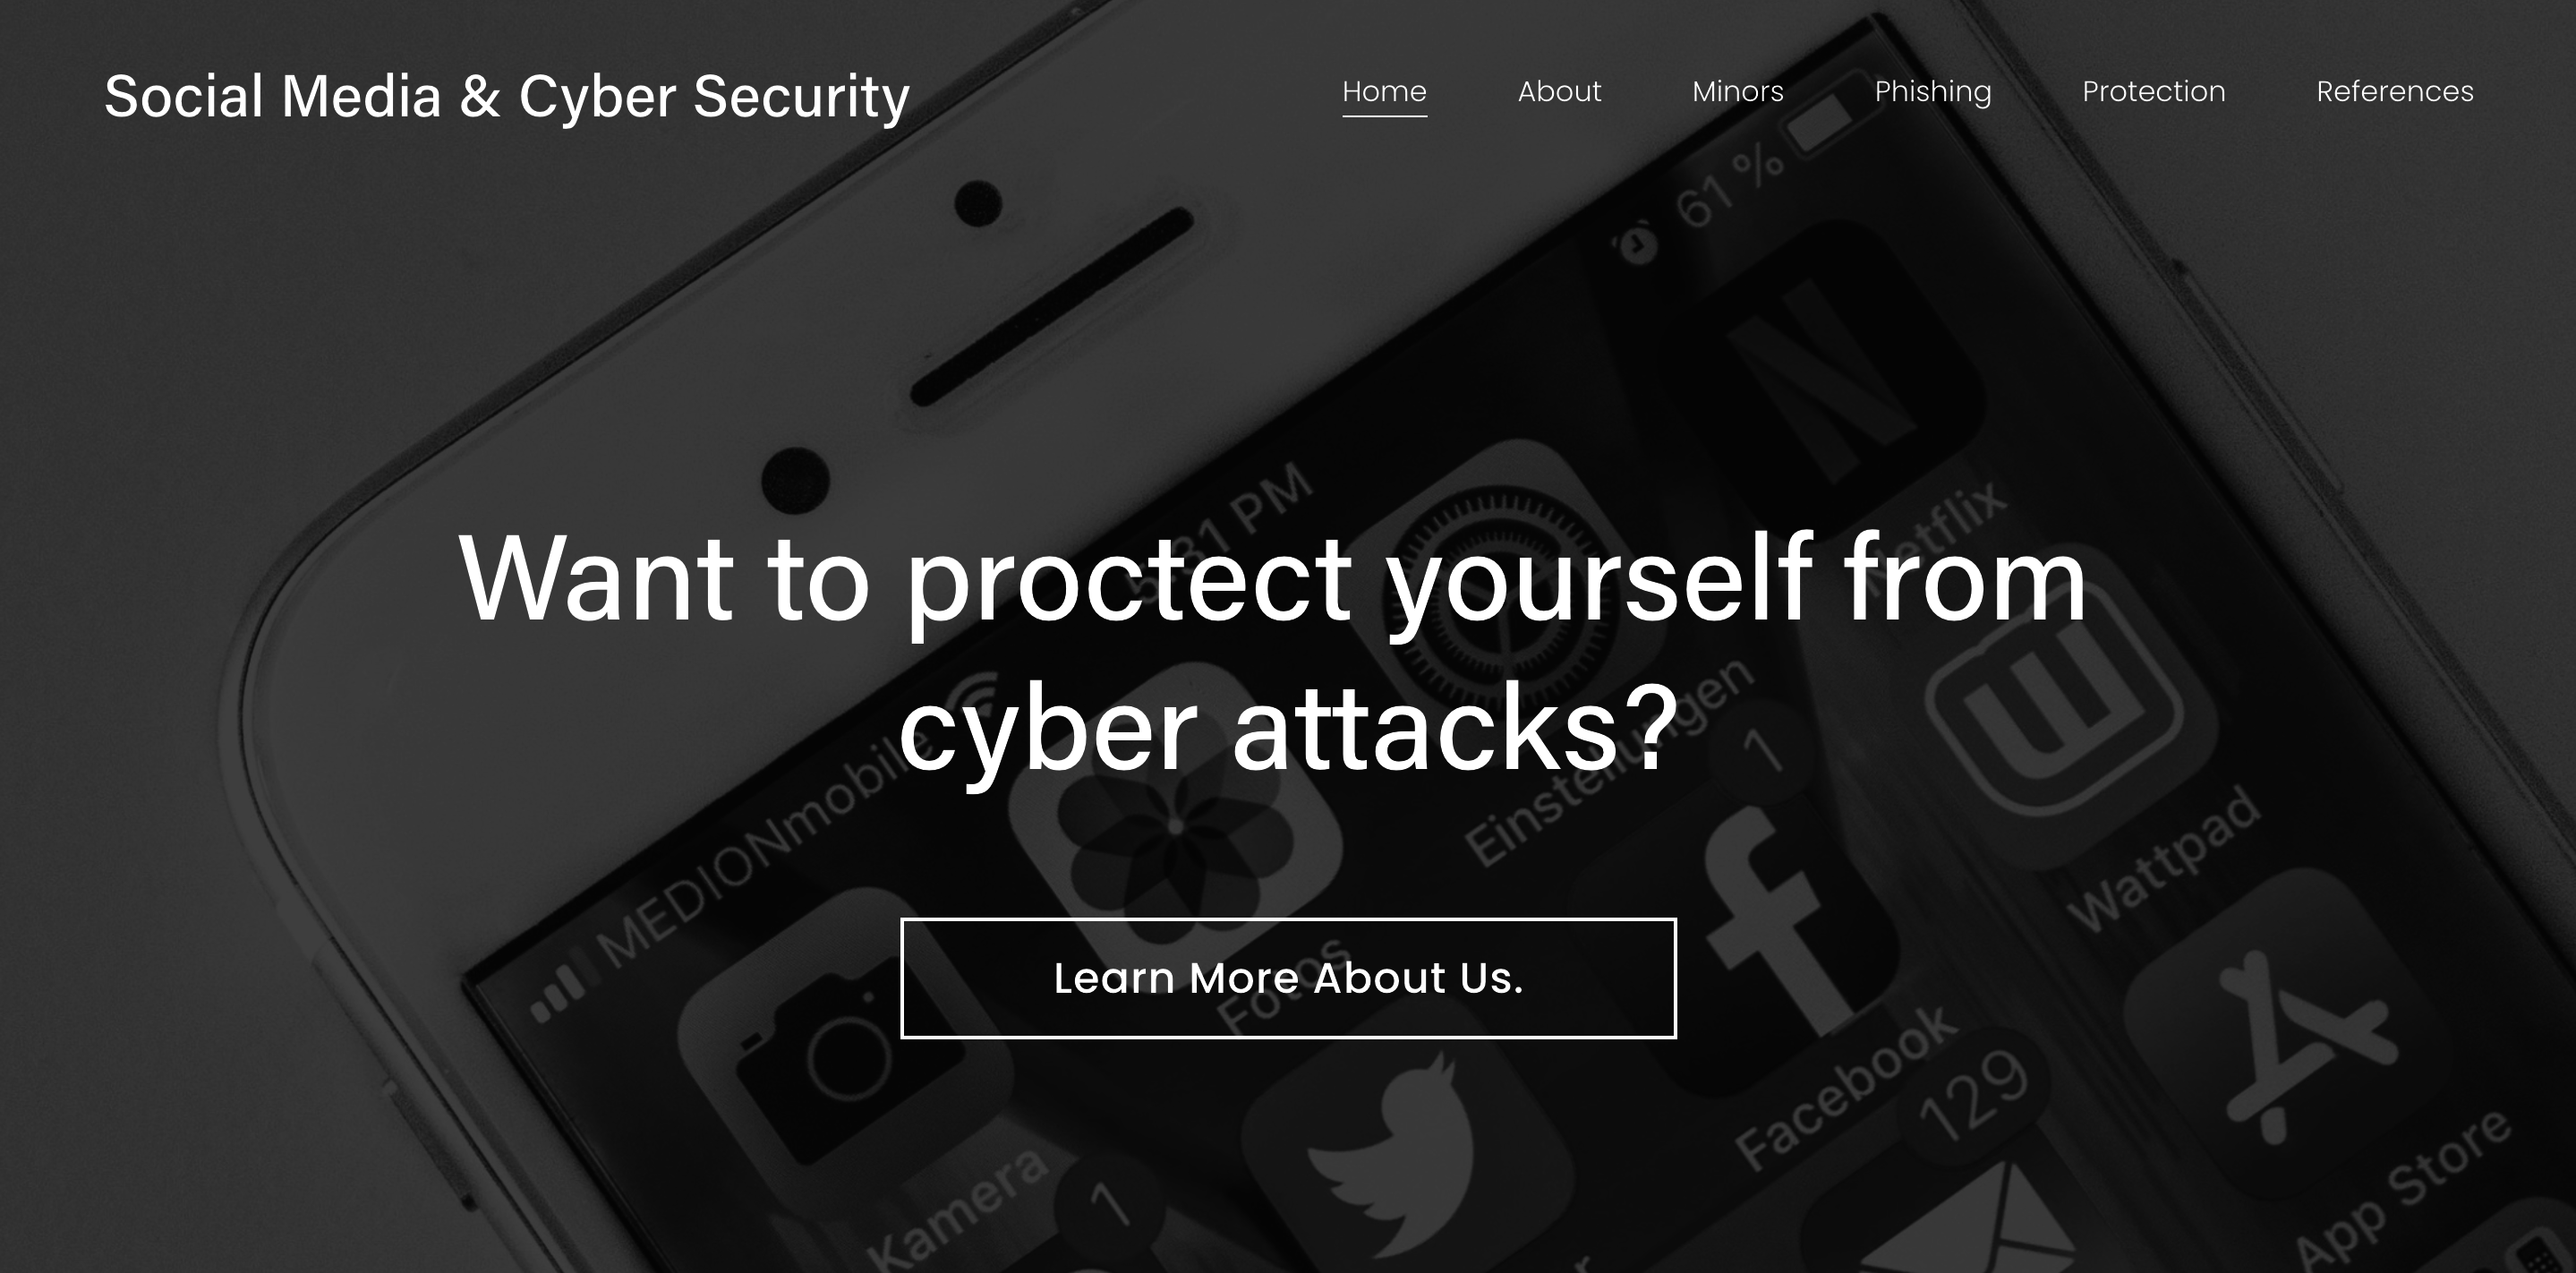 Social Media & Cyber Security
Home About Minors Phishing Protection References
61 %
Want to proctect yourself from
cyber attacks?
PM
Netflix
MEDIONmobile
Einstellungen
1
Wattpad
Learn More About Us.
Fotos
Facebook
129
Kamera
1
App Store